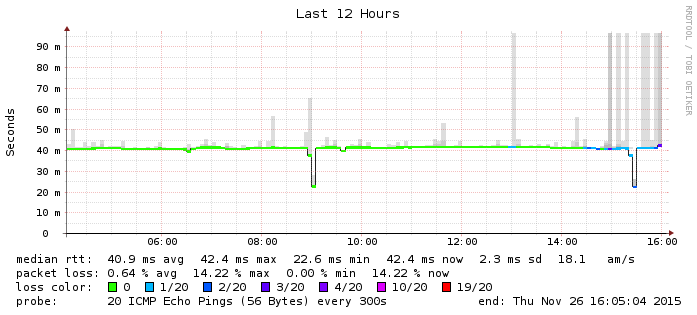 Last 12 Hours
RRDTOOL / TOBI OETIKER
Seconds
90 m
80 m
70 m
60 m
50 m
40 m
30 m
20 m
10 m
0
06:00 08:00 10:00 12:00 14:00 16:00
median rtt: 40.9 ms avg 42.4 ms max 22.6 ms min 42.4 ms now 2.3 ms sd 18.1 am/s
packet loss: 0.64 % avg 14.22 % max 0.00 % min 14.22 % now
loss color: 0 1/20 2/20 3/20 4/20 10/20 19/20
probe: 20 ICMP Echo Pings (56 Bytes) every 300s end: Thu Nov 26 16:05:04 2015